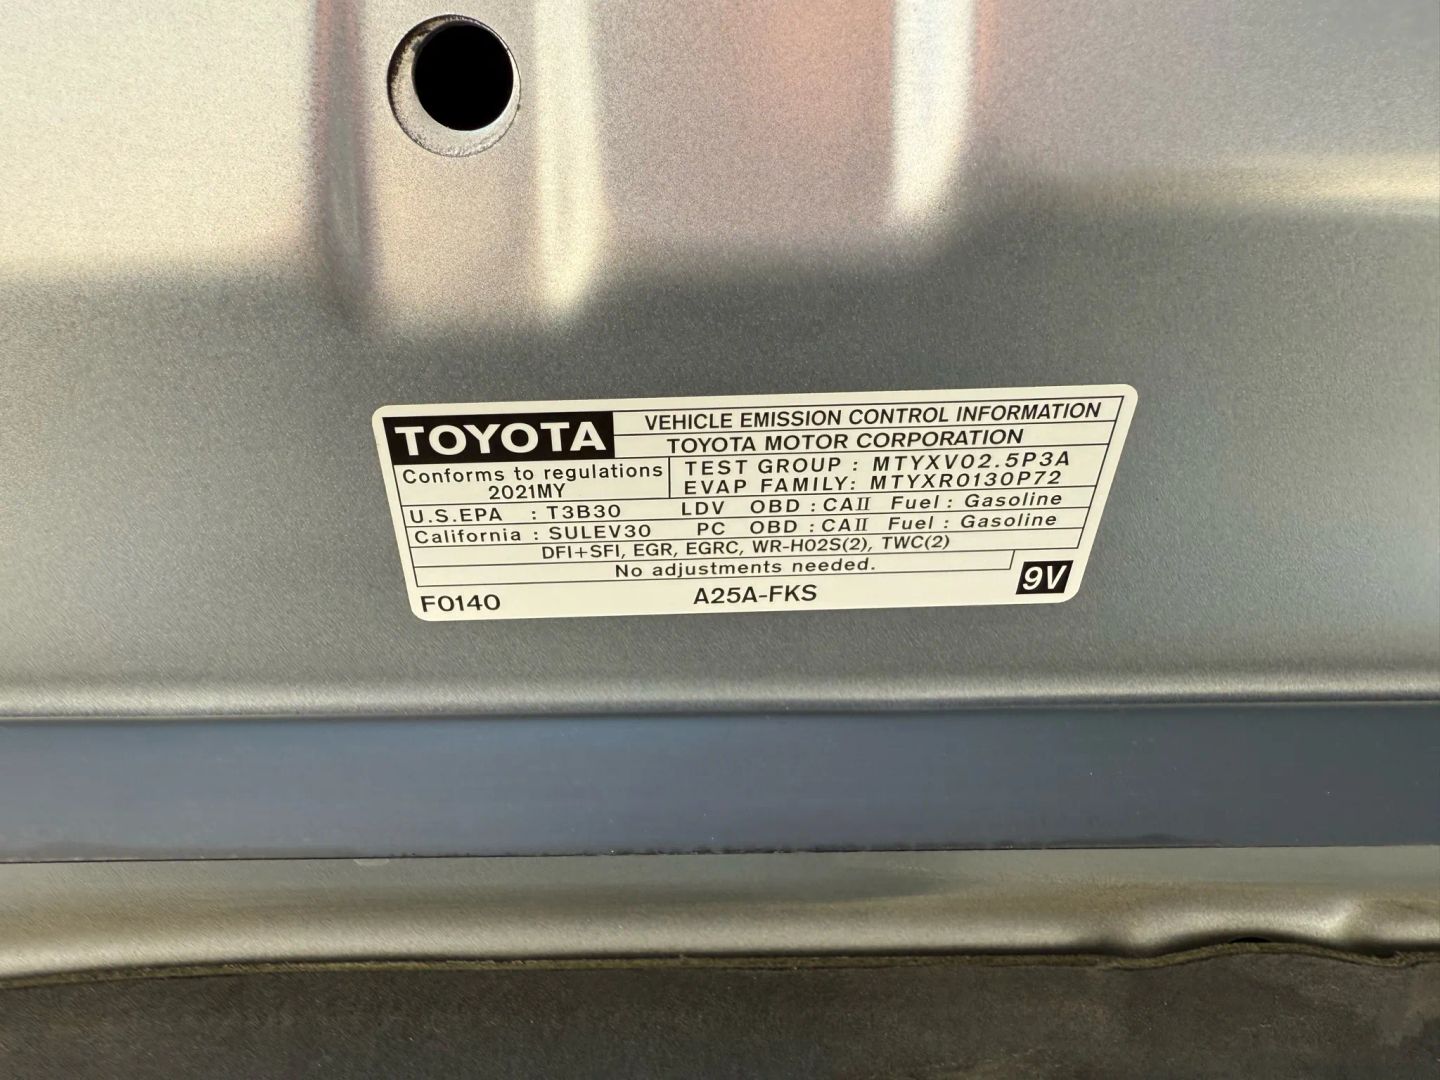 TOYOTA
VEHICLE EMISSION CONTROL INFORMATION
TOYOTA MOTOR CORPORATION
Conforms to regulations
2021MY
TEST GROUP : MTYXV02.5P3A
EVAP FAMILY: MTYXR0130P72
U.S.EPA : T3B30 LDV OBD : CAII Fuel : Gasoline
California : SULEV30 PC OBD : CAII Fuel : Gasoline
DFI+SFI, EGR, EGRC, WR-HO2S(2), TWC(2)
No adjustments needed.
F0140 A25A-FKS 9V